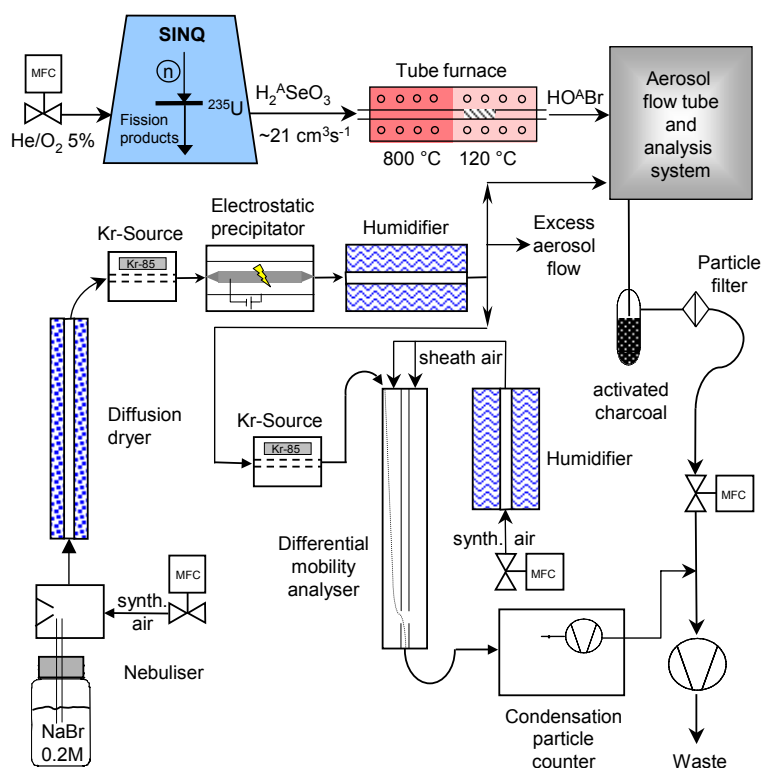 SINQ
MFC
n
²³⁵U
Fission
products
He/O₂ 5%
H₂ᴬSeO₃
~21 cm³s⁻¹
Tube furnace
800 °C
120 °C
HOᴬBr
Aerosol
flow tube
and
analysis
system
Electrostatic
precipitator
Humidifier
Kr-Source
Kr-85
Excess
aerosol
flow
Particle
filter
activated
charcoal
sheath air
Diffusion
dryer
Kr-Source
Kr-85
Humidifier
MFC
synth. air
MFC
Differential
mobility
analyser
MFC
synth.
air
Nebuliser
NaBr
0.2M
Condensation
particle
counter
Waste